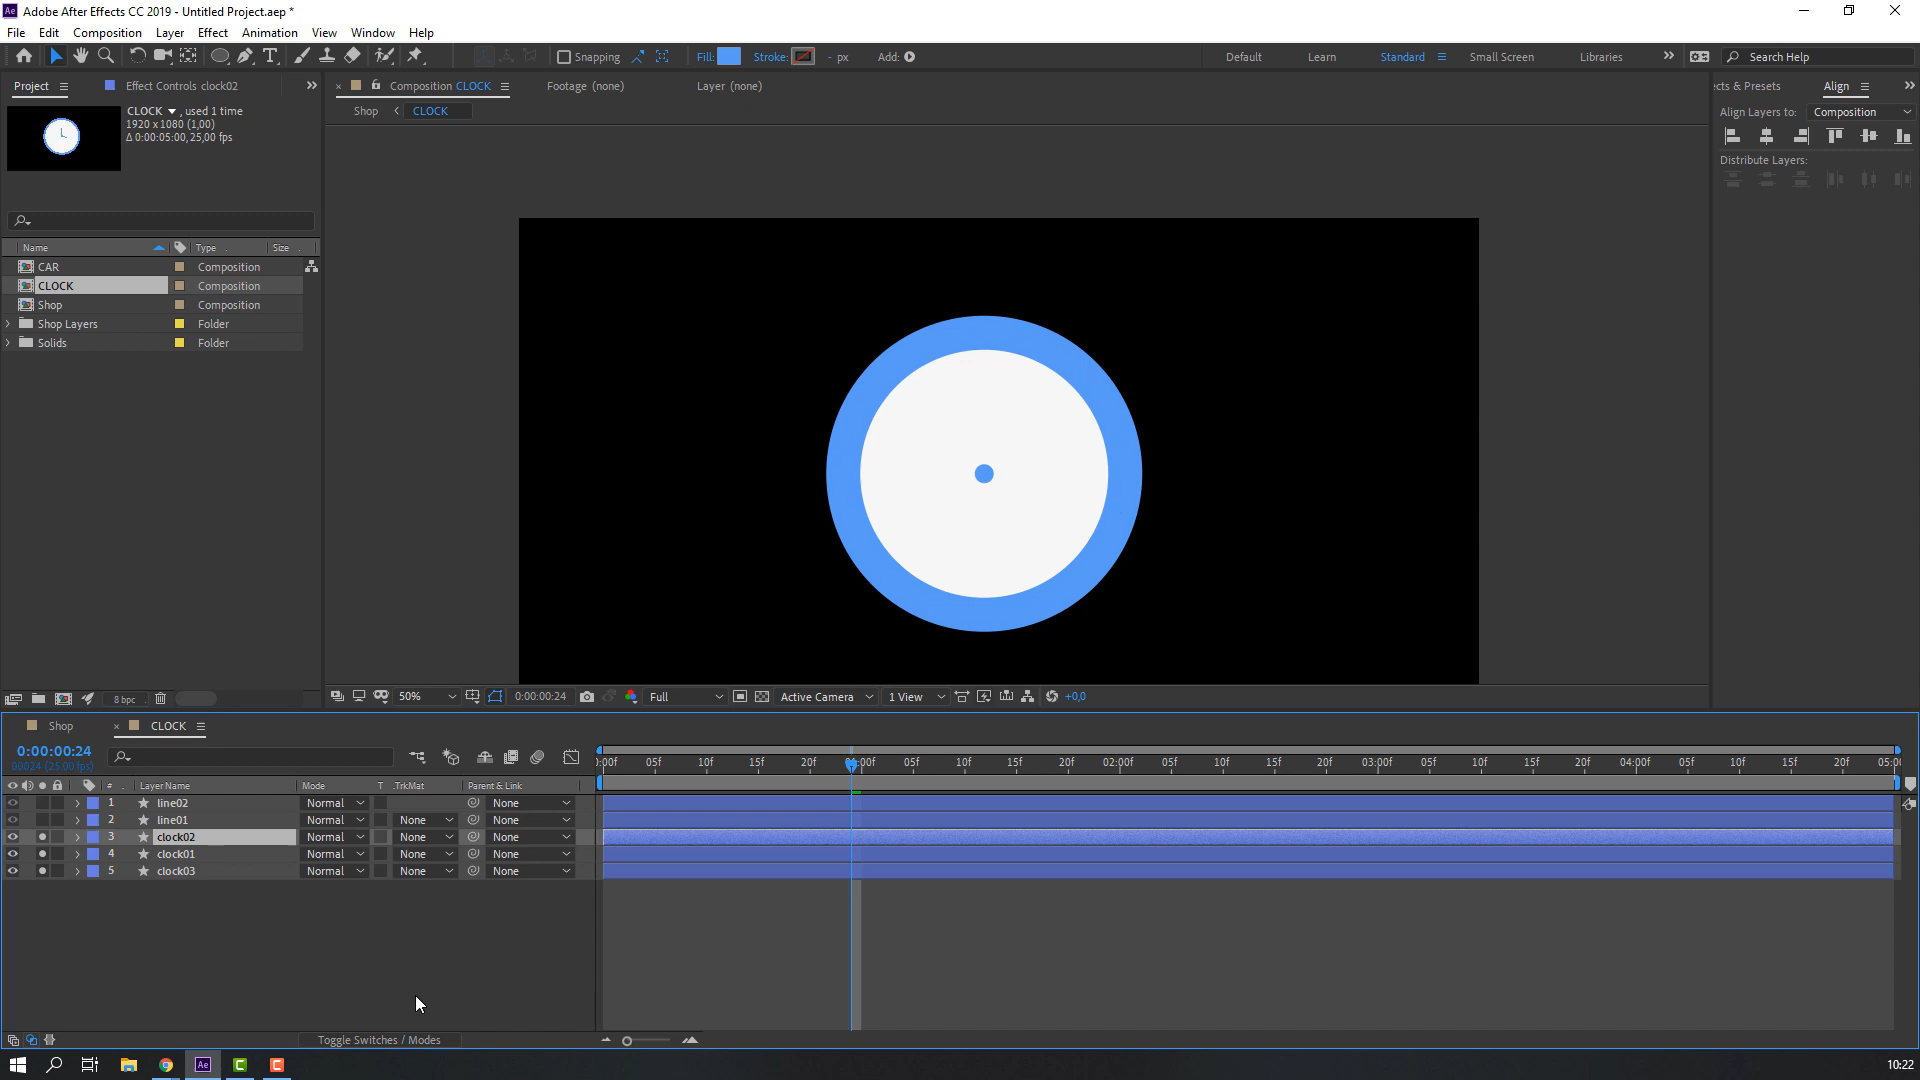 Adobe After Effects CC 2019 - Untitled Project.aep *
File Edit Composition Layer Effect Animation View Window Help
Snapping Fill: Stroke: - px Add: Default Learn Standard Small Screen Libraries Search Help
Project Effect Controls clock02
Composition CLOCK Footage (none) Layer (none)
cts & Presets Align
CLOCK , used 1 time
1920 x 1080 (1,00)
Δ 0:00:05:00, 25,00 fps
Shop CLOCK
Align Layers to: Composition
Distribute Layers:
Name Type Size
CAR Composition
CLOCK Composition
Shop Composition
Shop Layers Folder
Solids Folder
8 bpc
50% 0:00:00:24 Full Active Camera 1 View +0,0
Shop CLOCK
0:00:00:24
00024 (25.00 fps)
:00f 05f 10f 15f 20f 01:00f 05f 10f 15f 20f 02:00f 05f 10f 15f 20f 03:00f 05f 10f 15f 20f 04:00f 05f 10f 15f 20f 05:00
# Layer Name Mode T .TrkMat Parent & Link
1 line02 Normal None
2 line01 Normal None None
3 clock02 Normal None None
4 clock01 Normal None None
5 clock03 Normal None None
Toggle Switches / Modes
10:22